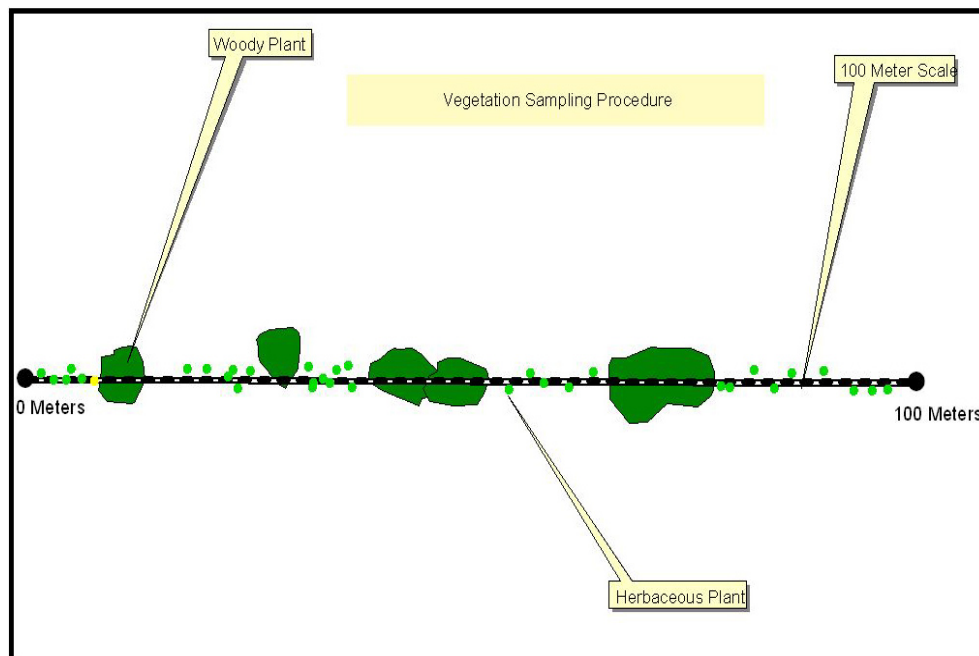 Woody Plant
100 Meter Scale
Vegetation Sampling Procedure
0 Meters
100 Meters
Herbaceous Plant